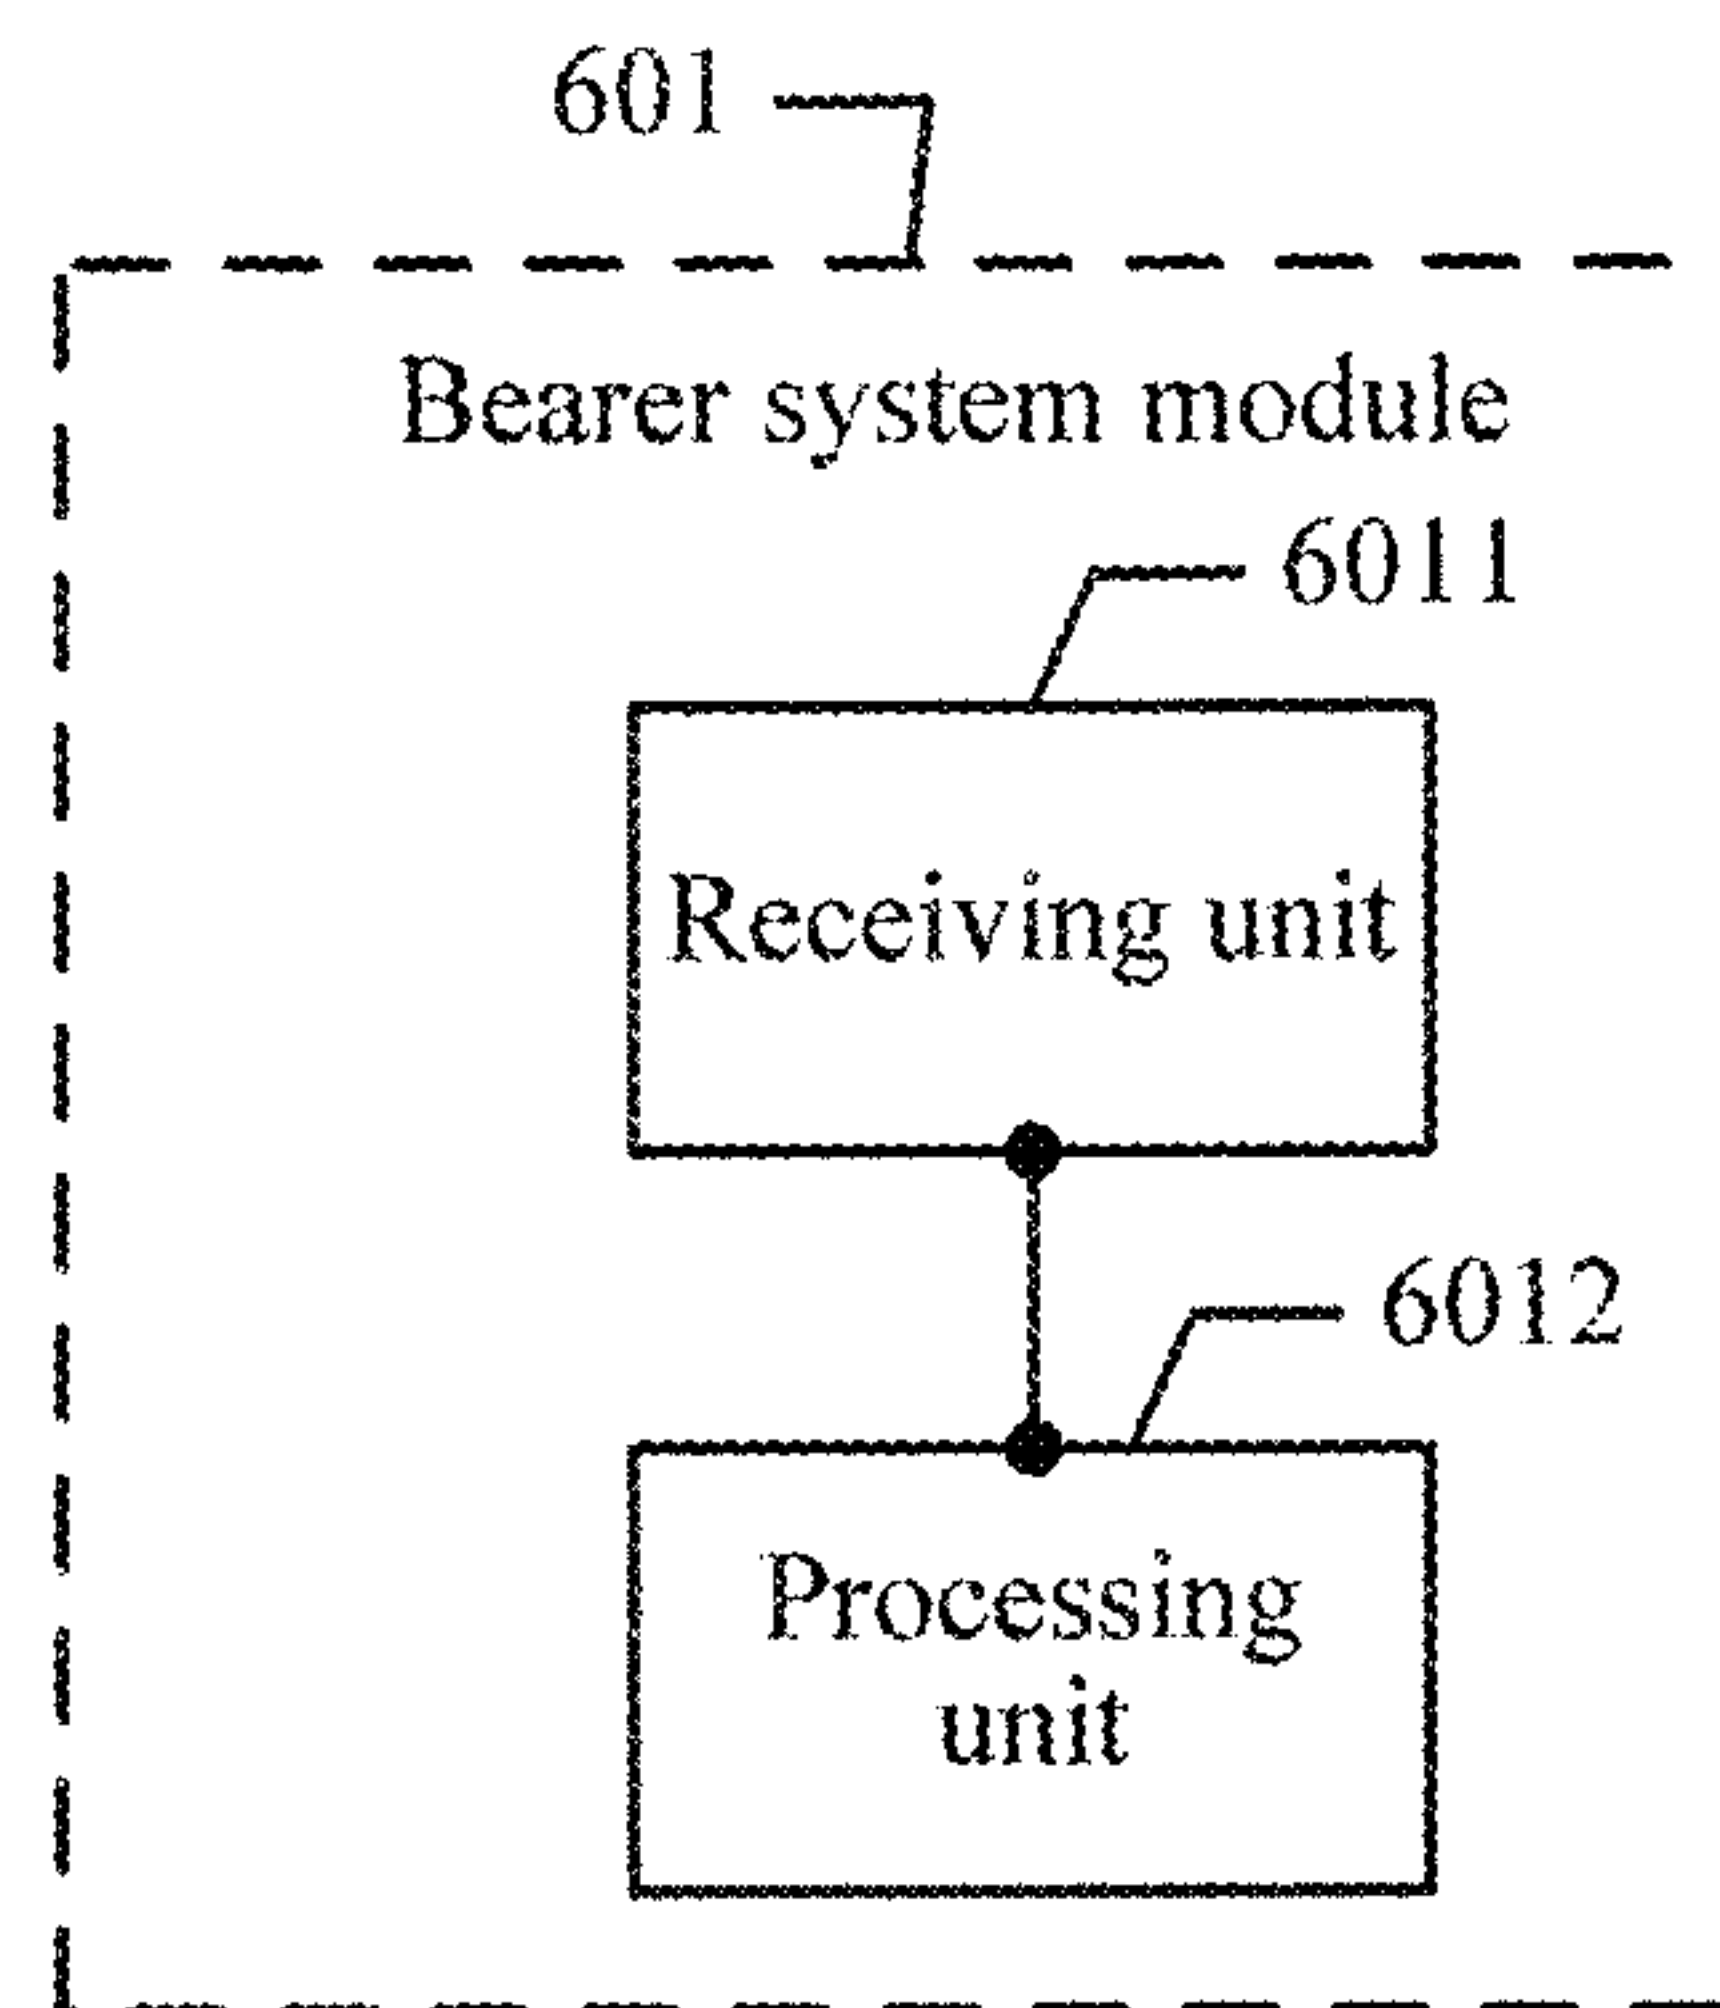 601
Bearer system module
6011
Receiving unit
6012
Processing
unit